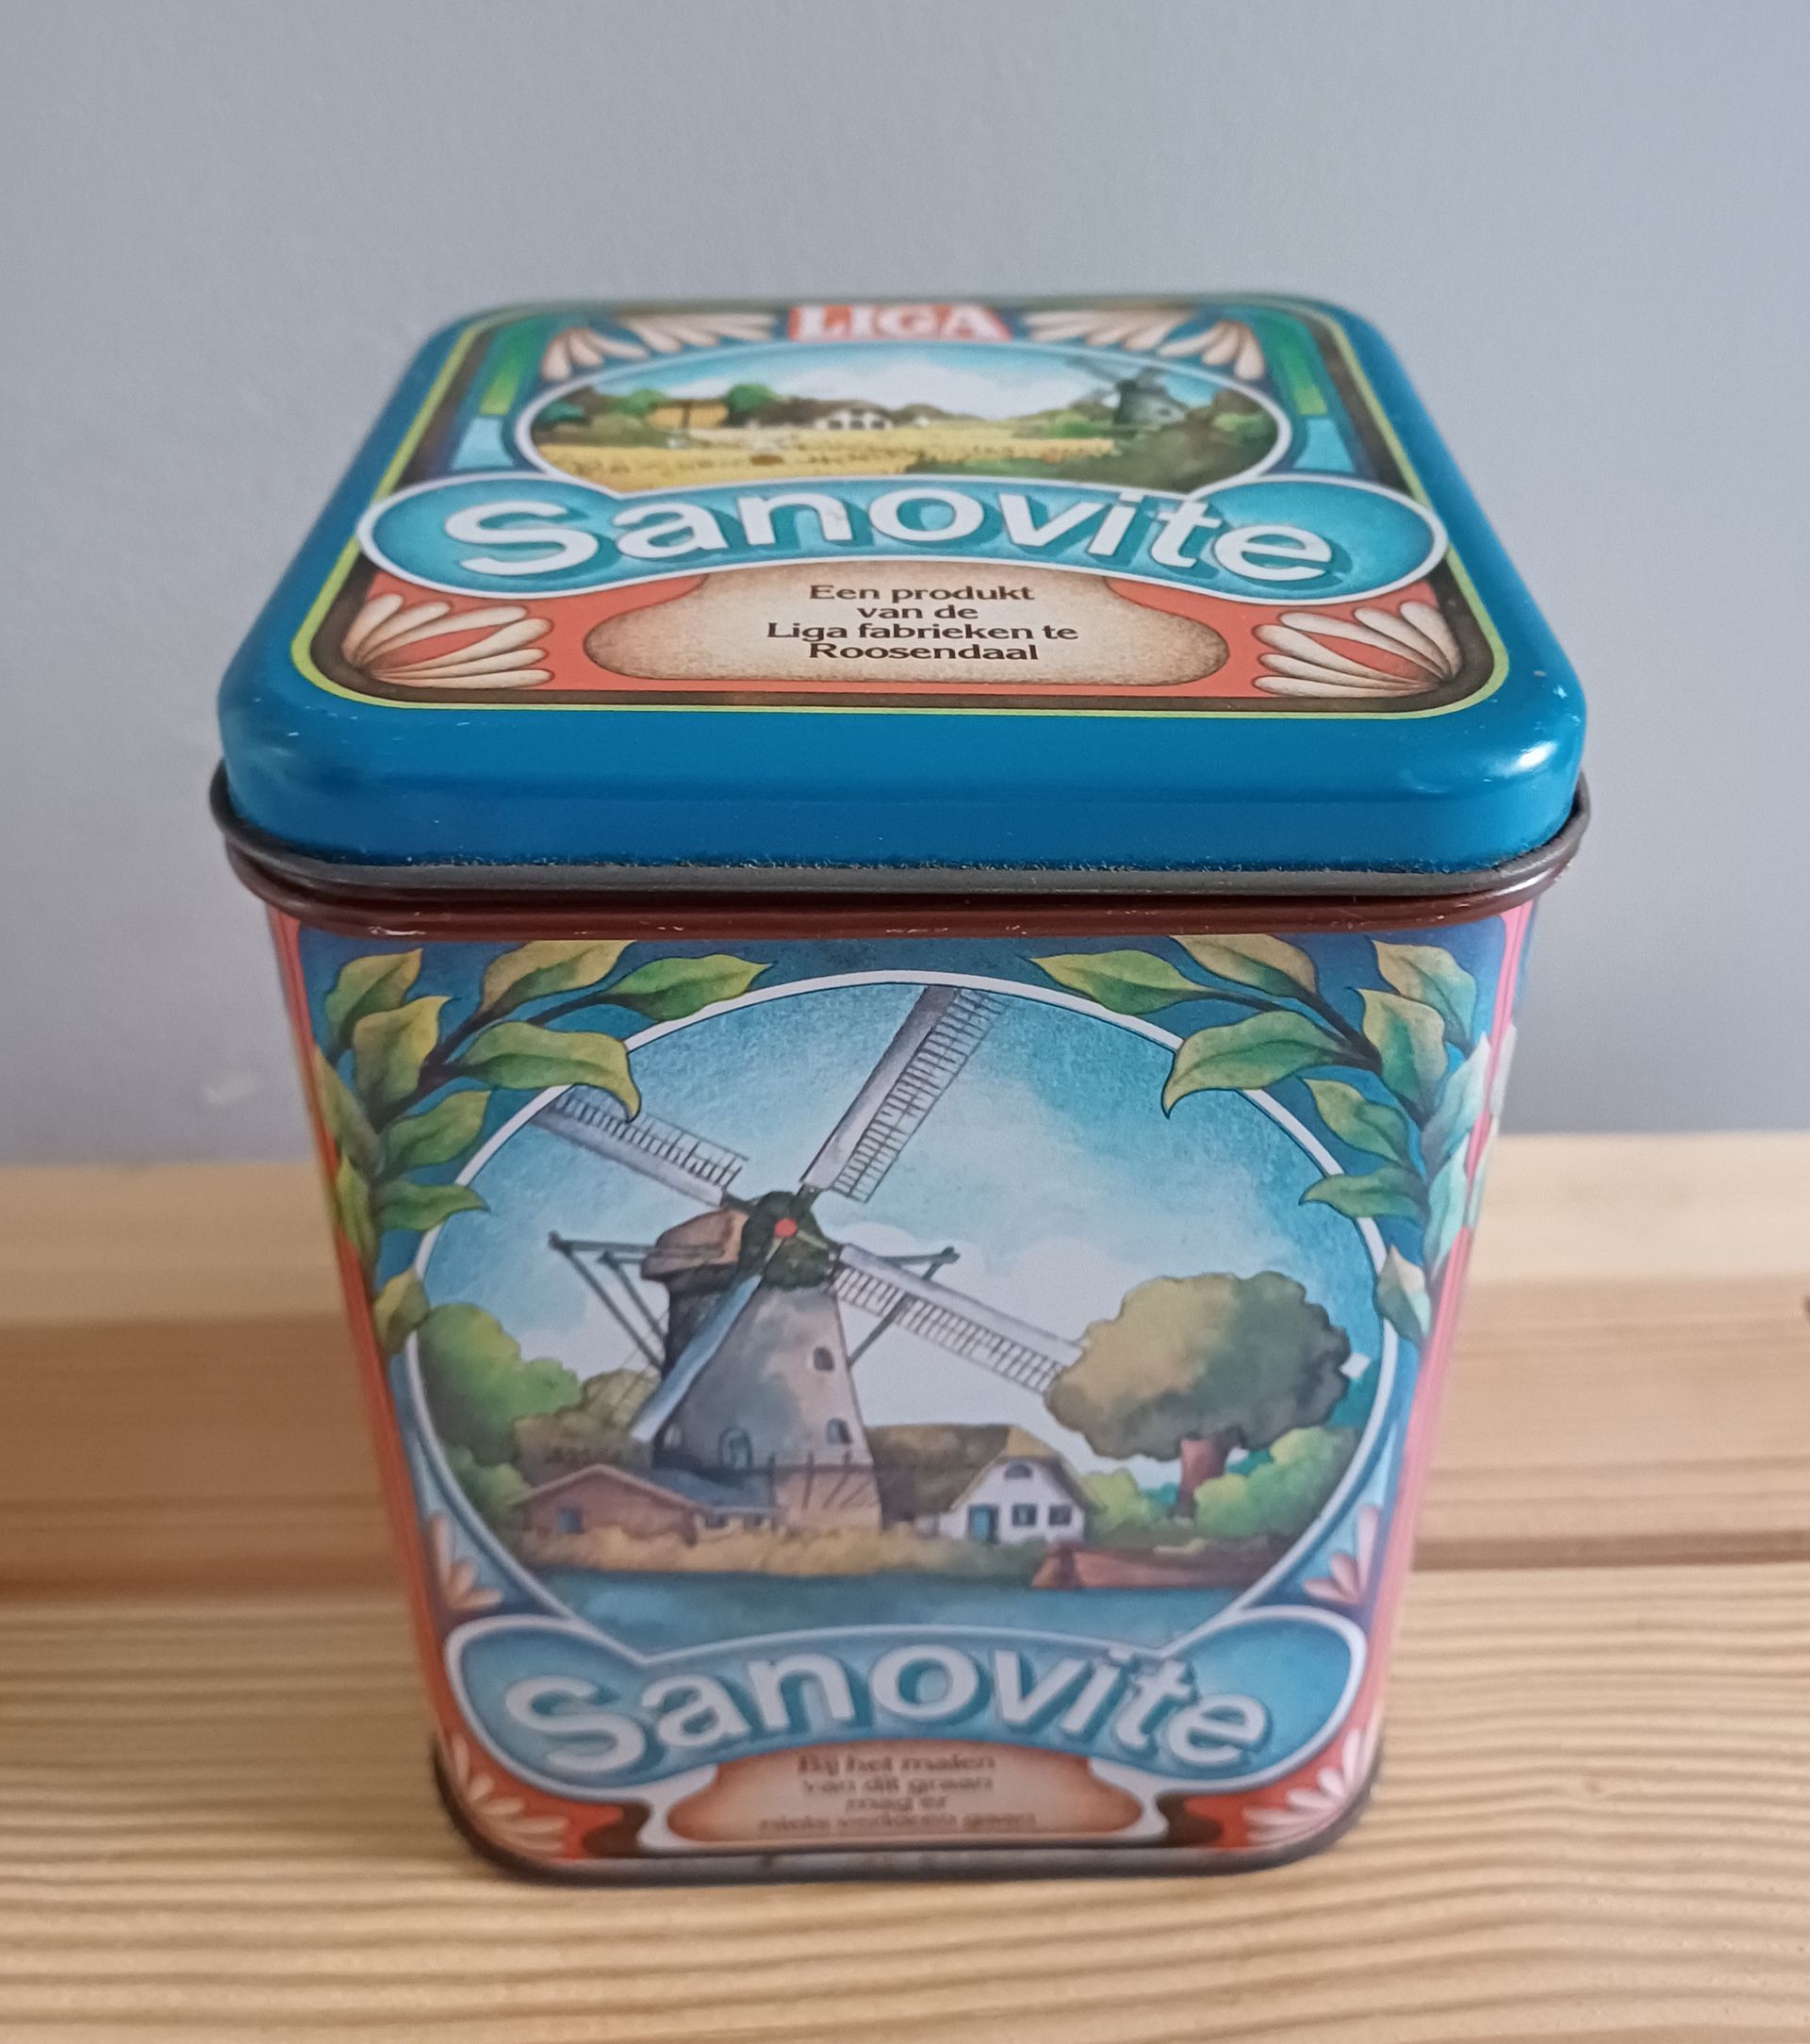 LIGA
Sanovite
Een produkt
van de
Liga fabrieken te
Roosendaal
Sanovite
Bij het malen
van dit graan
mag er
niets verloren gaan